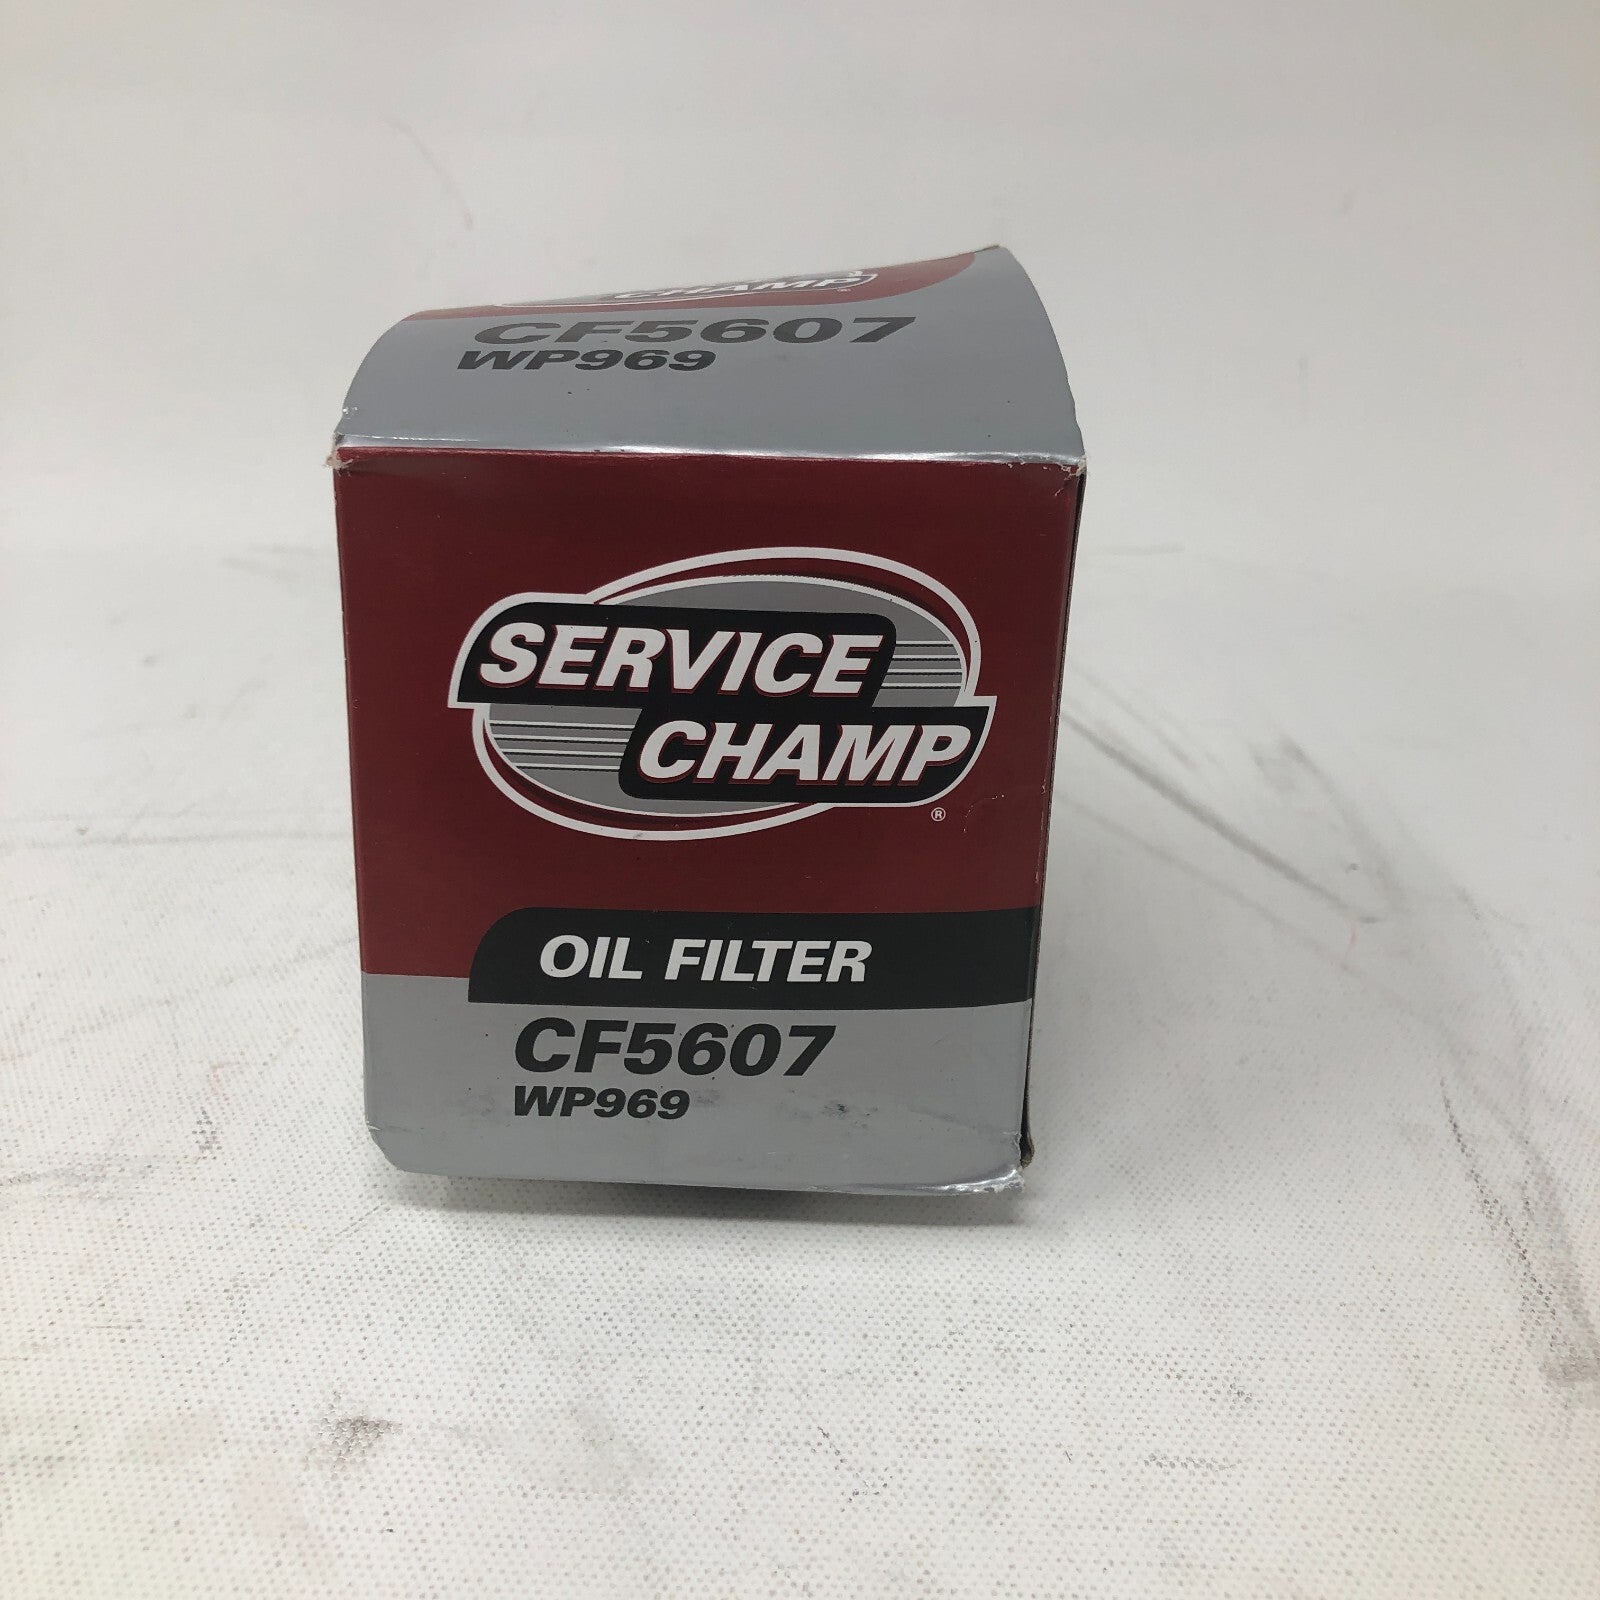 CHAMP
CF5607
WP969
SERVICE
CHAMP
®
OIL FILTER
CF5607
WP969